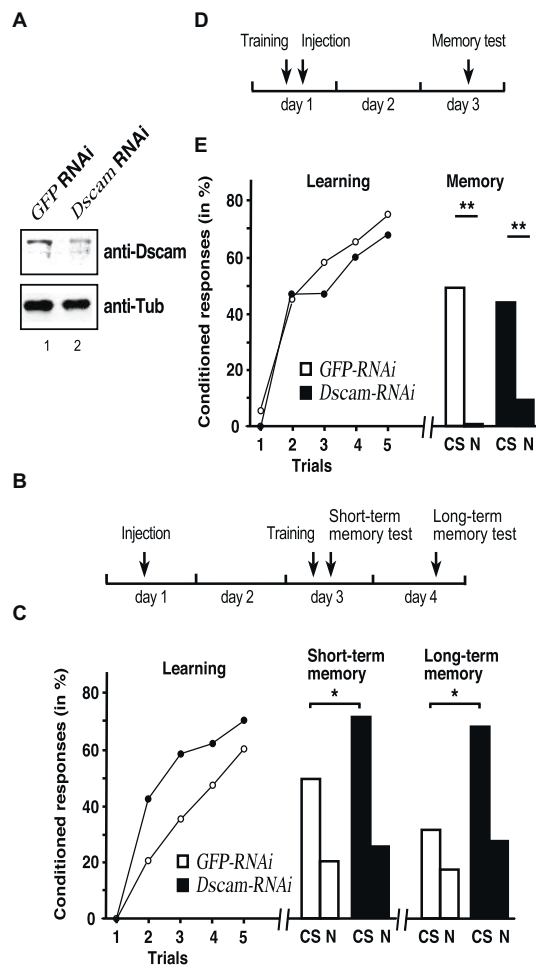 A
GFP RNAi
Dscam RNAi
anti-Dscam
anti-Tub
1 2
D
Training Injection Memory test
day 1 day 2 day 3
E
Learning Memory
Conditioned responses (in %)
80
60
40
20
0
** **
GFP-RNAi
Dscam-RNAi
1 2 3 4 5
CS N CS N
Trials
B
Injection Training Short-term memory test Long-term memory test
day 1 day 2 day 3 day 4
C
Learning
Short-term
memory
Long-term
memory
* *
Conditioned responses (in %)
80
60
40
20
0
GFP-RNAi
Dscam-RNAi
1 2 3 4 5
CS N CS N CS N CS N
Trials